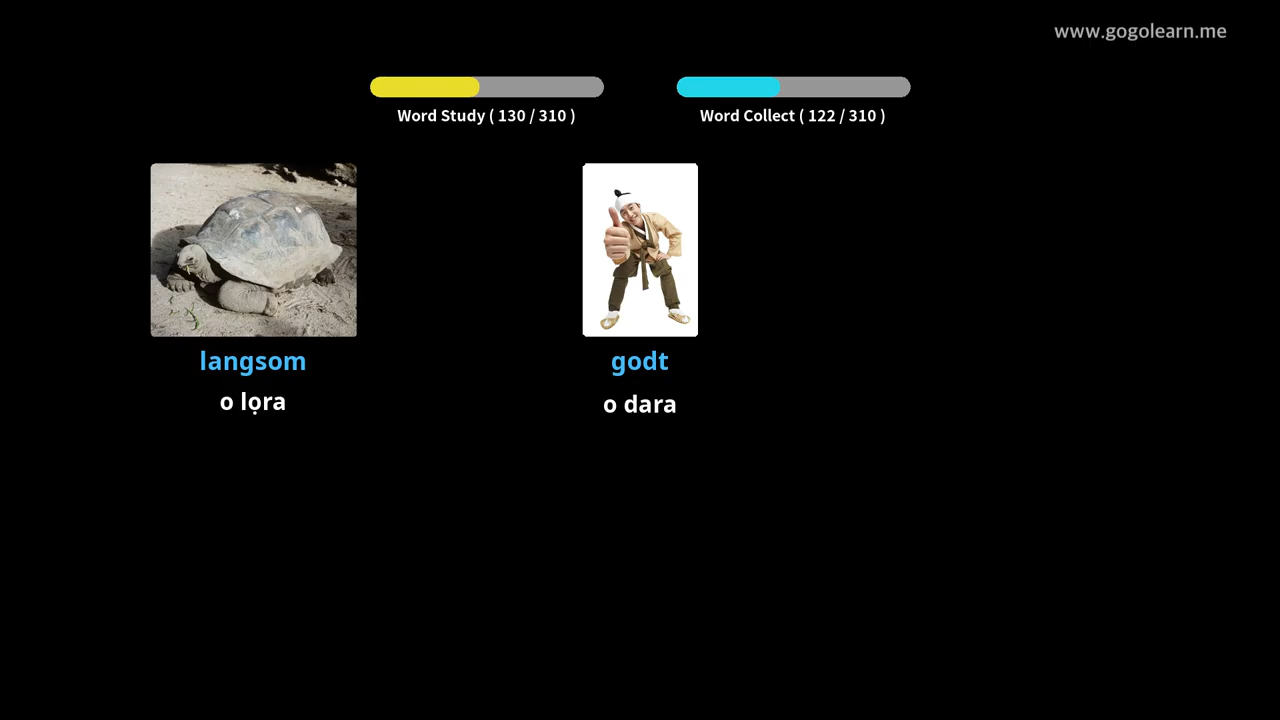 www.gogolearn.me
Word Study ( 130 / 310 )
Word Collect ( 122 / 310 )
langsom
o lọra
godt
o dara